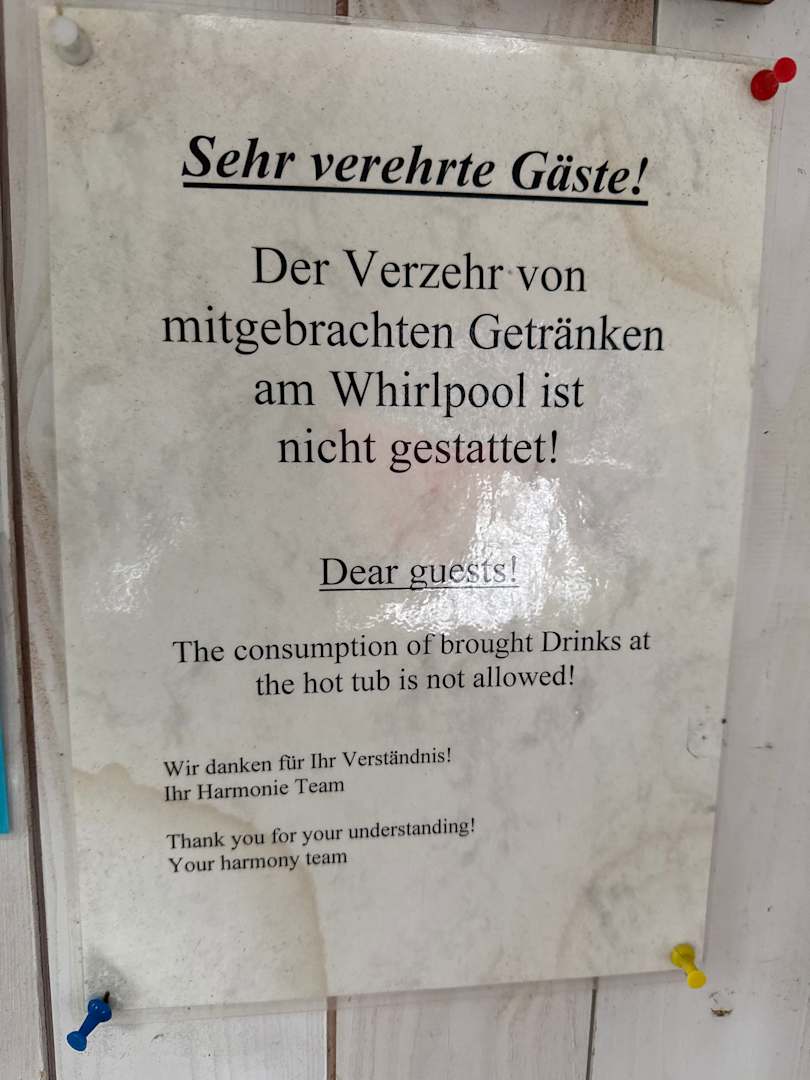 Sehr verehrte Gäste!
Der Verzehr von
mitgebrachten Getränken
am Whirlpool ist
nicht gestattet!
Dear guests!
The consumption of brought Drinks at
the hot tub is not allowed!
Wir danken für Ihr Verständnis!
Ihr Harmonie Team
Thank you for your understanding!
Your harmony team